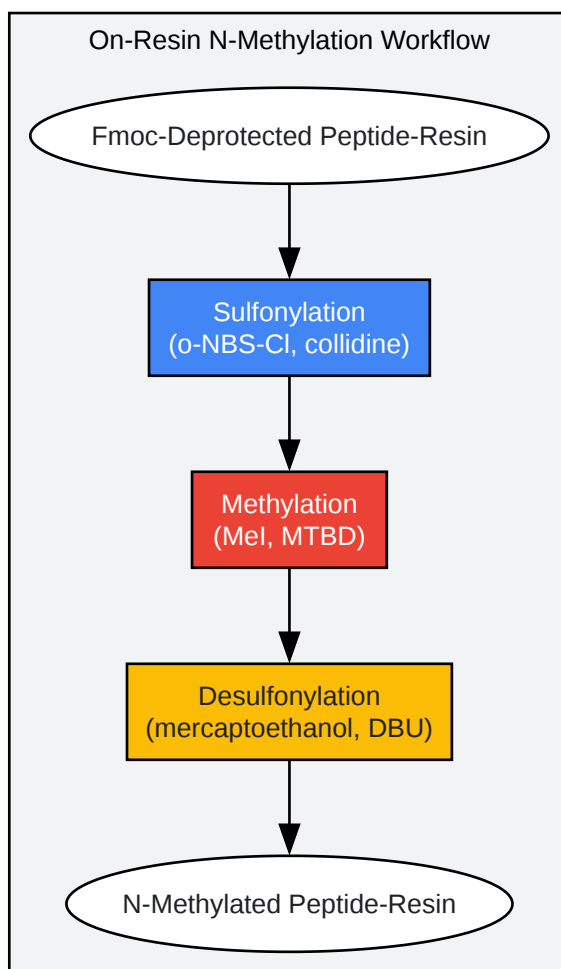 On-Resin N-Methylation Workflow
Fmoc-Deprotected Peptide-Resin
Sulfonylation
(o-NBS-Cl, collidine)
Methylation
(MeI, MTBD)
Desulfonylation
(mercaptoethanol, DBU)
N-Methylated Peptide-Resin